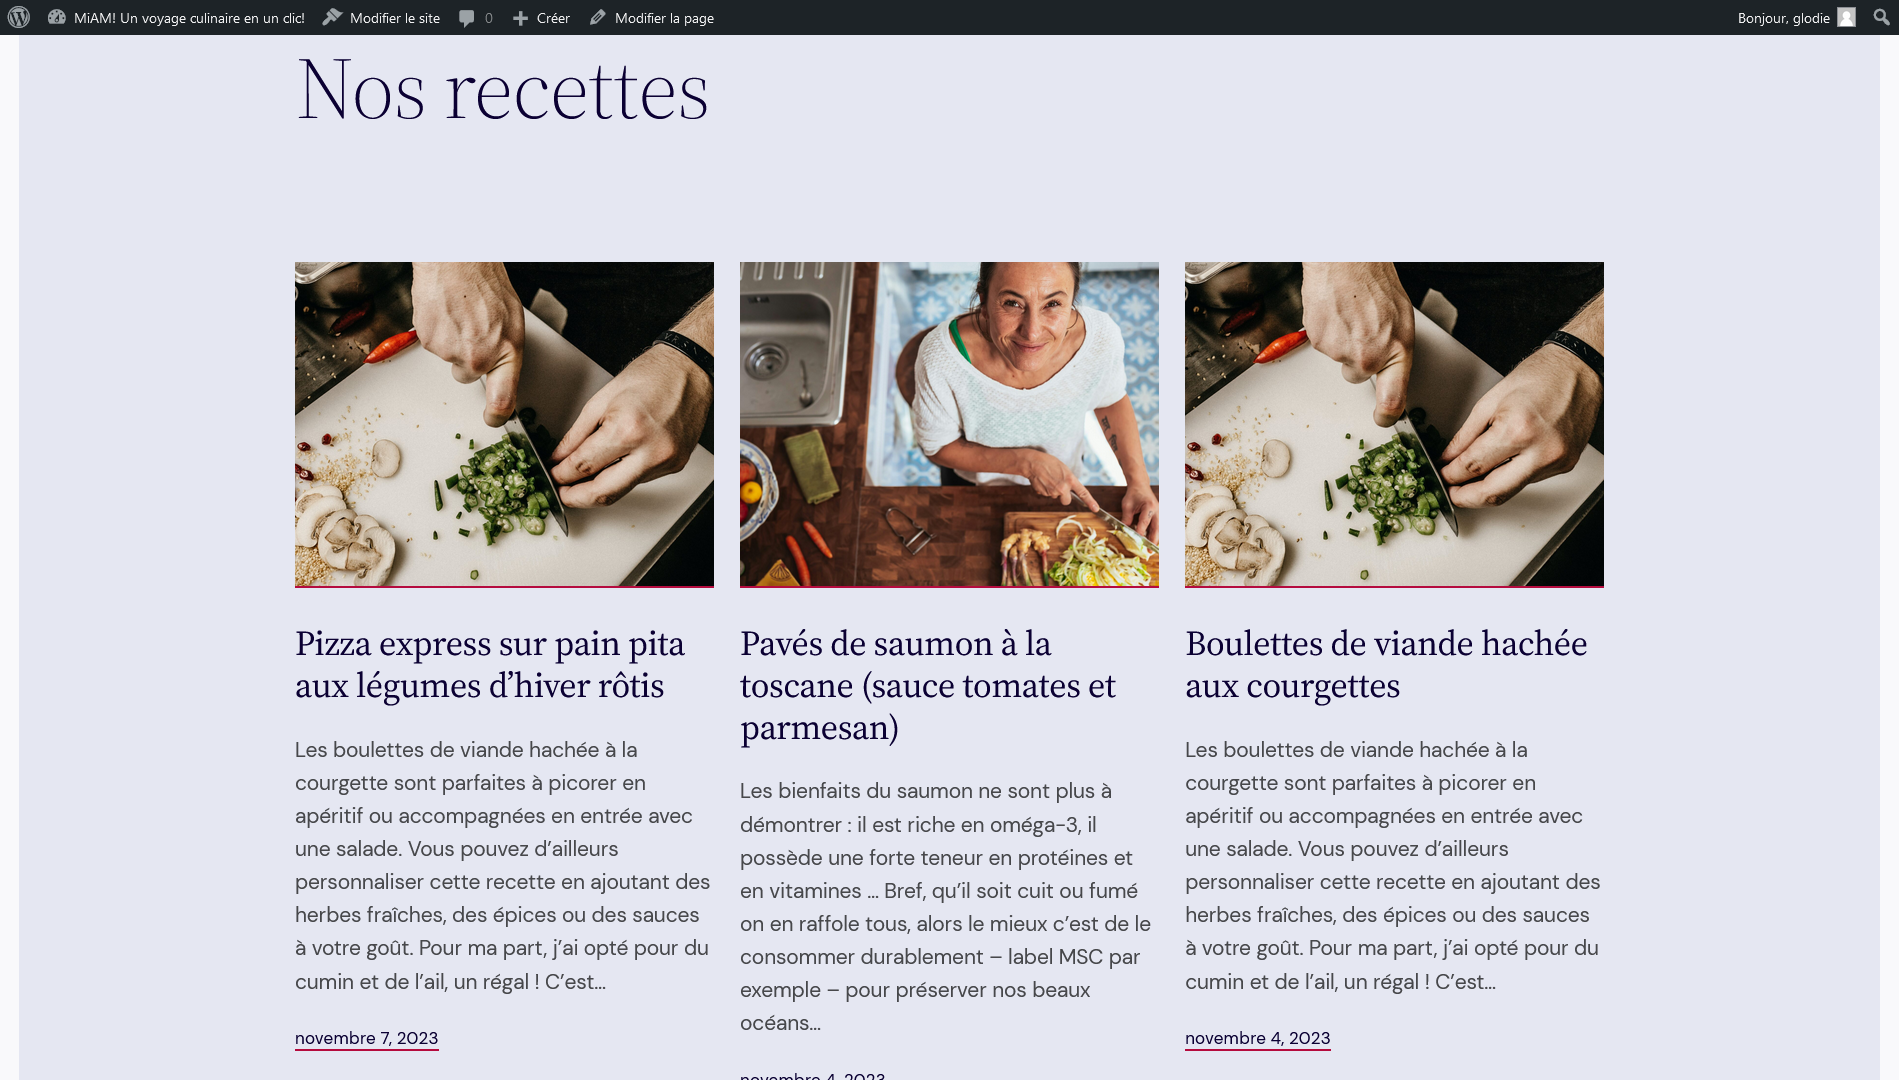 MiAM! Un voyage culinaire en un clic! Modifier le site 0 Créer Modifier la page Bonjour, glodie
Nos recettes
Pizza express sur pain pita
aux légumes d’hiver rôtis
Les boulettes de viande hachée à la
courgette sont parfaites à picorer en
apéritif ou accompagnées en entrée avec
une salade. Vous pouvez d’ailleurs
personnaliser cette recette en ajoutant des
herbes fraîches, des épices ou des sauces
à votre goût. Pour ma part, j’ai opté pour du
cumin et de l’ail, un régal ! C’est…
novembre 7, 2023
Pavés de saumon à la
toscane (sauce tomates et
parmesan)
Les bienfaits du saumon ne sont plus à
démontrer : il est riche en oméga-3, il
possède une forte teneur en protéines et
en vitamines … Bref, qu’il soit cuit ou fumé
on en raffole tous, alors le mieux c’est de le
consommer durablement – label MSC par
exemple – pour préserver nos beaux
océans…
novembre 4, 2023
Boulettes de viande hachée
aux courgettes
Les boulettes de viande hachée à la
courgette sont parfaites à picorer en
apéritif ou accompagnées en entrée avec
une salade. Vous pouvez d’ailleurs
personnaliser cette recette en ajoutant des
herbes fraîches, des épices ou des sauces
à votre goût. Pour ma part, j’ai opté pour du
cumin et de l’ail, un régal ! C’est…
novembre 4, 2023